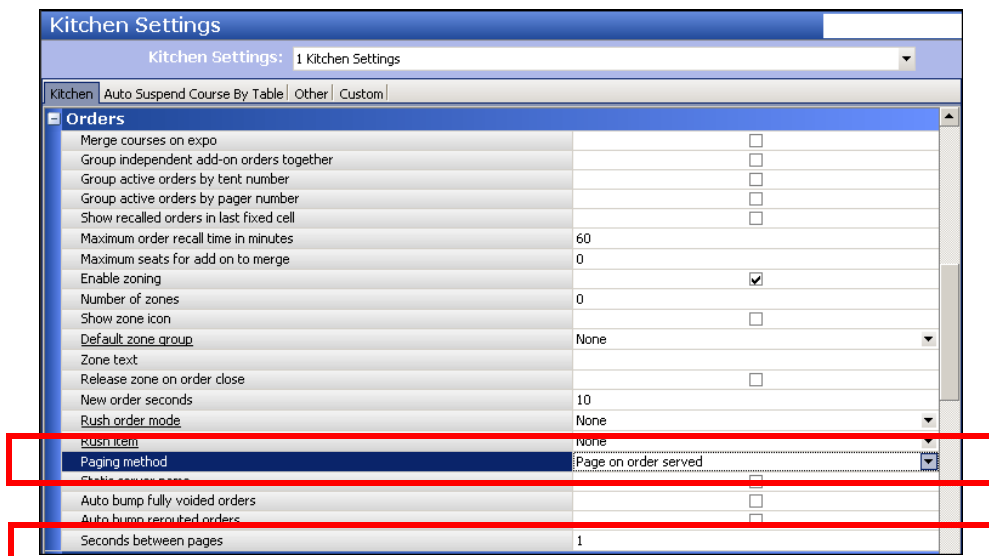 Kitchen Settings
Kitchen Settings: 1 Kitchen Settings
Kitchen Auto Suspend Course By Table Other Custom
Orders
Merge courses on expo
Group independent add-on orders together
Group active orders by tent number
Group active orders by pager number
Show recalled orders in last fixed cell
Maximum order recall time in minutes 60
Maximum seats for add on to merge 0
Enable zoning
Number of zones 0
Show zone icon
Default zone group None
Zone text
Release zone on order close
New order seconds 10
Rush order mode None
Rush item None
Paging method Page on order served
Static server name
Auto bump fully voided orders
Auto bump rerouted orders
Seconds between pages 1